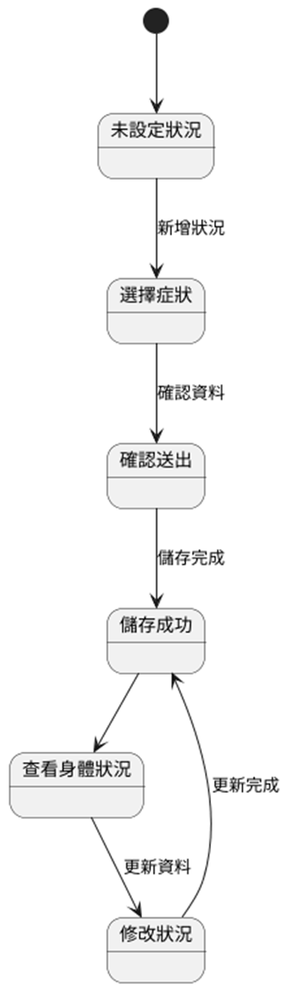 未設定狀況
新增狀況
選擇症狀
確認資料
確認送出
儲存完成
儲存成功
查看身體狀況
更新完成
更新資料
修改狀況